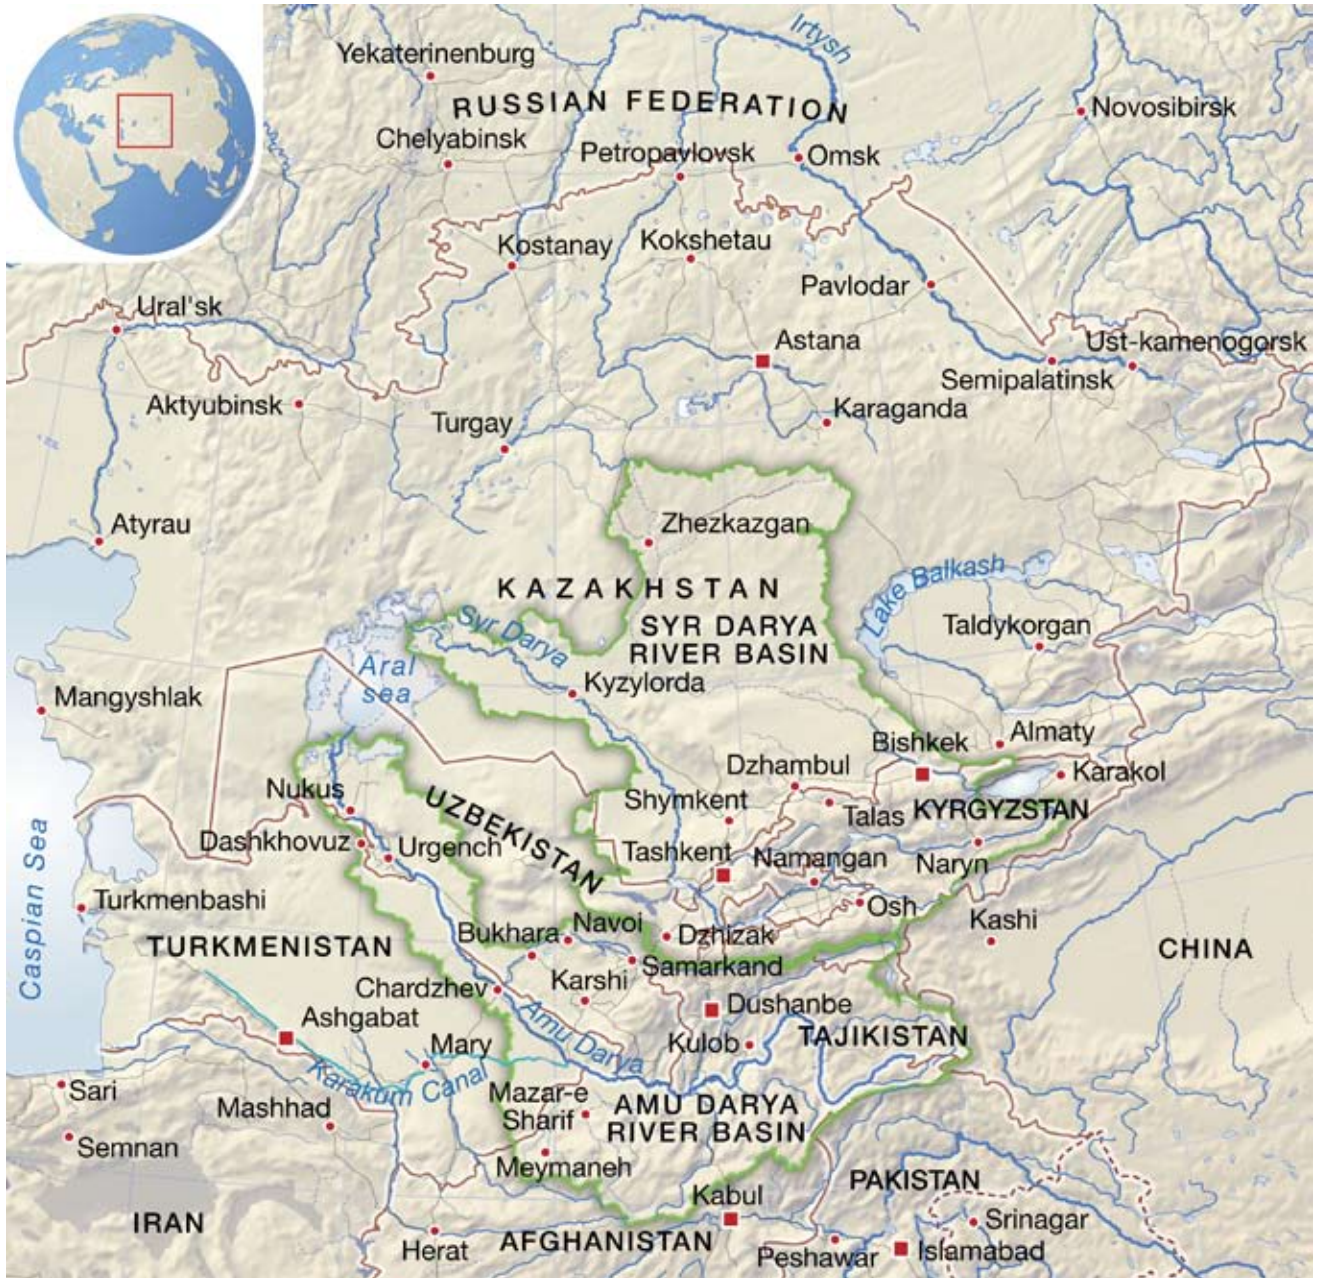 Irtysh
Yekaterinenburg
RUSSIAN FEDERATION
Novosibirsk
Chelyabinsk
Petropavlovsk
Omsk
Kostanay
Kokshetau
Pavlodar
Ural'sk
Astana
Ust-kamenogorsk
Semipalatinsk
Aktyubinsk
Karaganda
Turgay
Atyrau
Zhezkazgan
Lake Balkash
KAZAKHSTAN
Syr Darya
SYR DARYA
RIVER BASIN
Taldykorgan
Aral
sea
Kyzylorda
Mangyshlak
Almaty
Bishkek
Dzhambul
Karakol
Nukus
UZBEKISTAN
Shymkent
Talas
KYRGYZSTAN
Dashkhovuz
Urgench
Tashkent
Namangan
Naryn
Caspian Sea
Turkmenbashi
Osh
Kashi
Bukhara
Navoi
Dzhizak
TURKMENISTAN
CHINA
Samarkand
Karshi
Chardzhev
Dushanbe
Ashgabat
Amu Darya
TAJIKISTAN
Kulob
Mary
Karakum Canal
Sari
Mashhad
Mazar-e
Sharif
AMU DARYA
RIVER BASIN
Semnan
Meymaneh
PAKISTAN
Kabul
IRAN
Srinagar
Herat
AFGHANISTAN
Peshawar
Islamabad